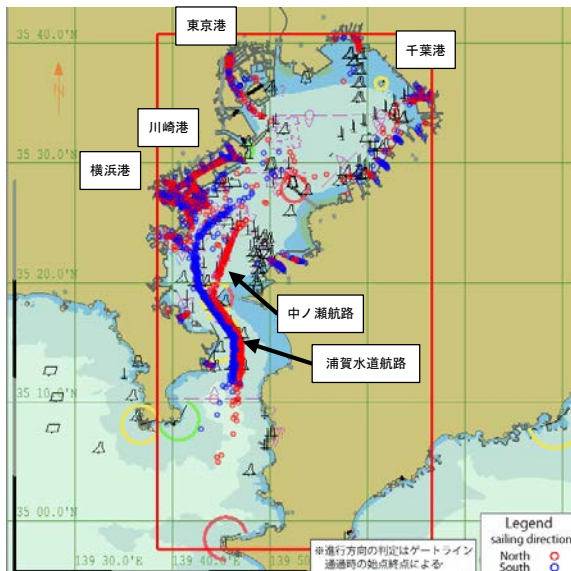 東京港
千葉港
35 40.'0"N
川崎港
横浜港
35 30.'0"N
35 20.'0"N
中ノ瀬航路
浦賀水道航路
35 10.'0"N
35 00.'0"N
139 30.'0"E
139 40.'0"E
139 50.'0
N
※進行方向の判定はゲートライン
通過時の始点終点による
Legend
sailing direction
North
South